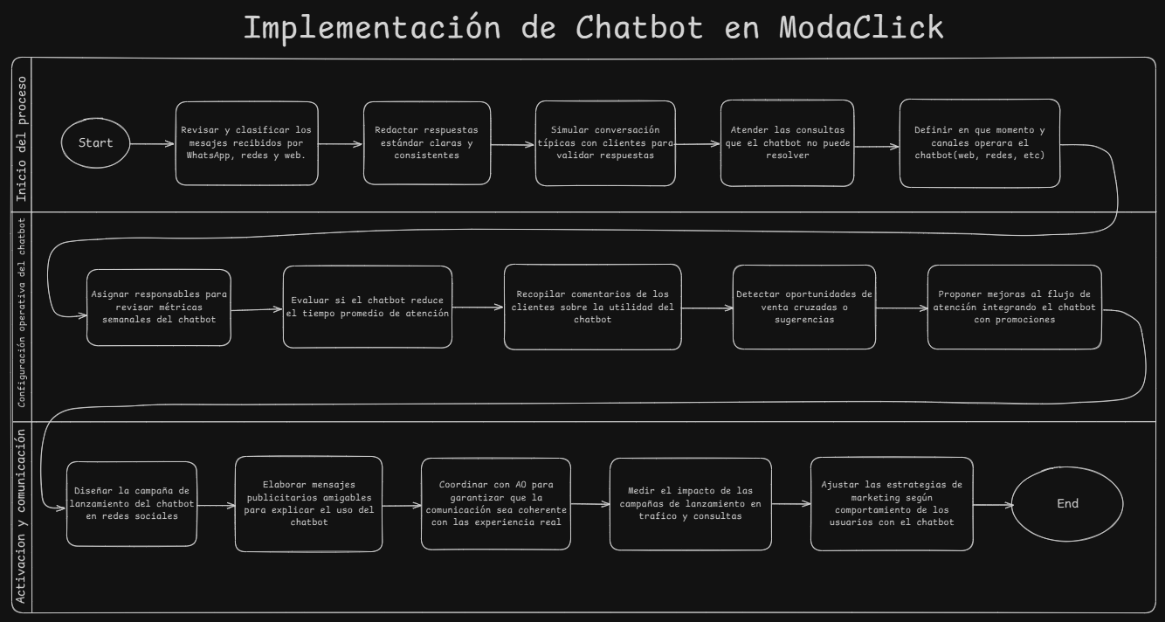 Implementación de Chatbot en ModaClick
Inicio del proceso
Start
Revisar y clasificar los
mesajes recibidos por
WhatsApp, redes y web.
Redactar respuestas
estándar claras y
consistentes
Simular conversación
típicas con clientes para
validar respuestas
Atender las consultas
que el chatbot no puede
resolver
Definir en que momento y
canales operara el
chatbot(web, redes, etc)
Configuración operativa del chatbot
Asignar responsables para
revisar métricas
semanales del chatbot
Evaluar si el chatbot reduce
el tiempo promedio de atención
Recopilar comentarios de los
clientes sobre la utilidad del
chatbot
Detectar oportunidades de
venta cruzadas o
sugerencias
Proponer mejoras al flujo de
atención integrando el chatbot
con promociones
Activacion y comunicación
Diseñar la campaña de
lanzamiento del chatbot
en redes sociales
Elaborar mensajes
publicitarios amigables
para explicar el uso del
chatbot
Coordinar con AO para
garantizar que la
comunicación sea coherente
con las experiencia real
Medir el impacto de las
campañas de lanzamiento en
trafico y consultas
Ajustar las estrategias de
marketing según
comportamiento de los
usuarios con el chatbot
End